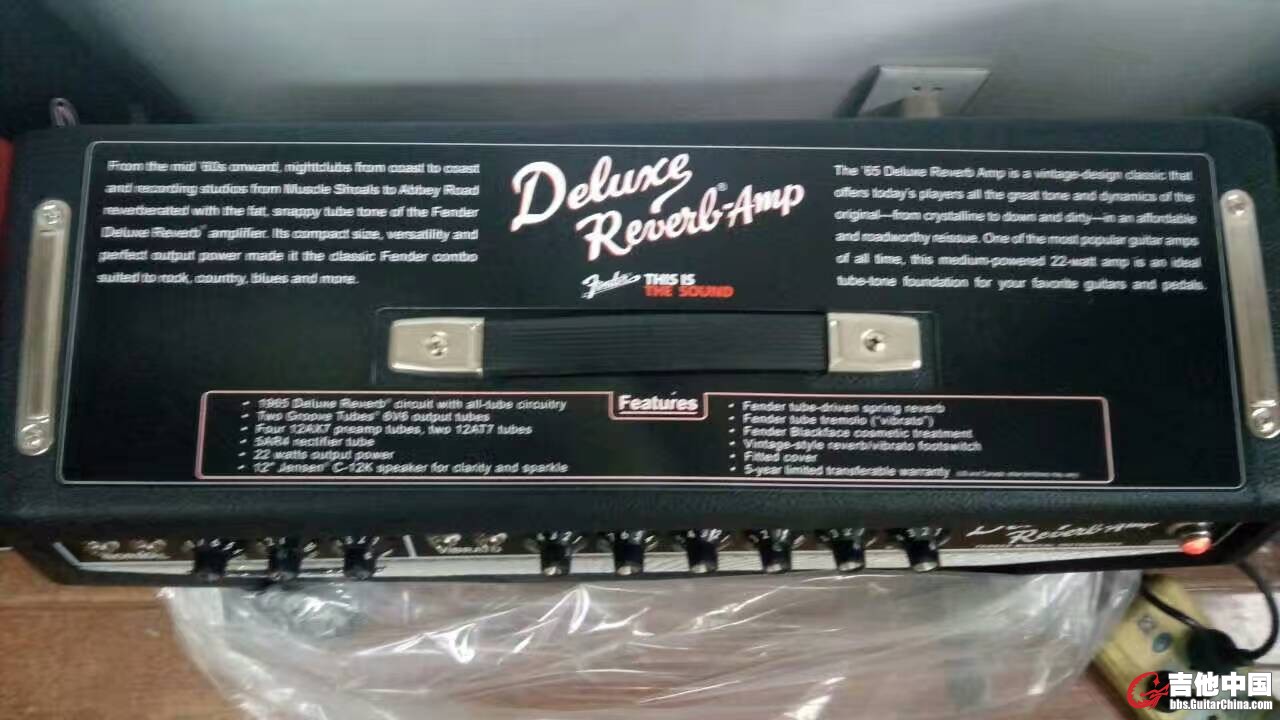 From the mid '60s onward, nightclubs from coast to coast
and recording studios from Muscle Shoals to Abbey Road
reverberated with the fat, snappy tube tone of the Fender
Deluxe Reverb® amplifier. Its compact size, versatility and
perfect output power made it the classic Fender combo
suited to rock, country, blues and more.
Deluxe
Reverb®-Amp
Fender THIS IS
THE SOUND
The '65 Deluxe Reverb Amp is a vintage-design classic that
offers today's players all the great tone and dynamics of the
original—from crystalline to down and dirty—in an affordable
and roadworthy reissue. One of the most popular guitar amps
of all time, this medium-powered 22-watt amp is an ideal
tube-tone foundation for your favorite guitars and pedals.
Features
• 1965 Deluxe Reverb® circuit with all-tube circuitry
• Two Groove Tubes® 6V6 output tubes
• Four 12AX7 preamp tubes, two 12AT7 tubes
• 5AR4 rectifier tube
• 22 watts output power
• 12" Jensen® C-12K speaker for clarity and sparkle
• Fender tube-driven spring reverb
• Fender tube tremolo ("vibrato")
• Fender Blackface cosmetic treatment
• Vintage-style reverb/vibrato footswitch
• Fitted cover
• 5-year limited transferable warranty
VIBRATO
Reverb-Amp
吉他中国
bbs.GuitarChina.com